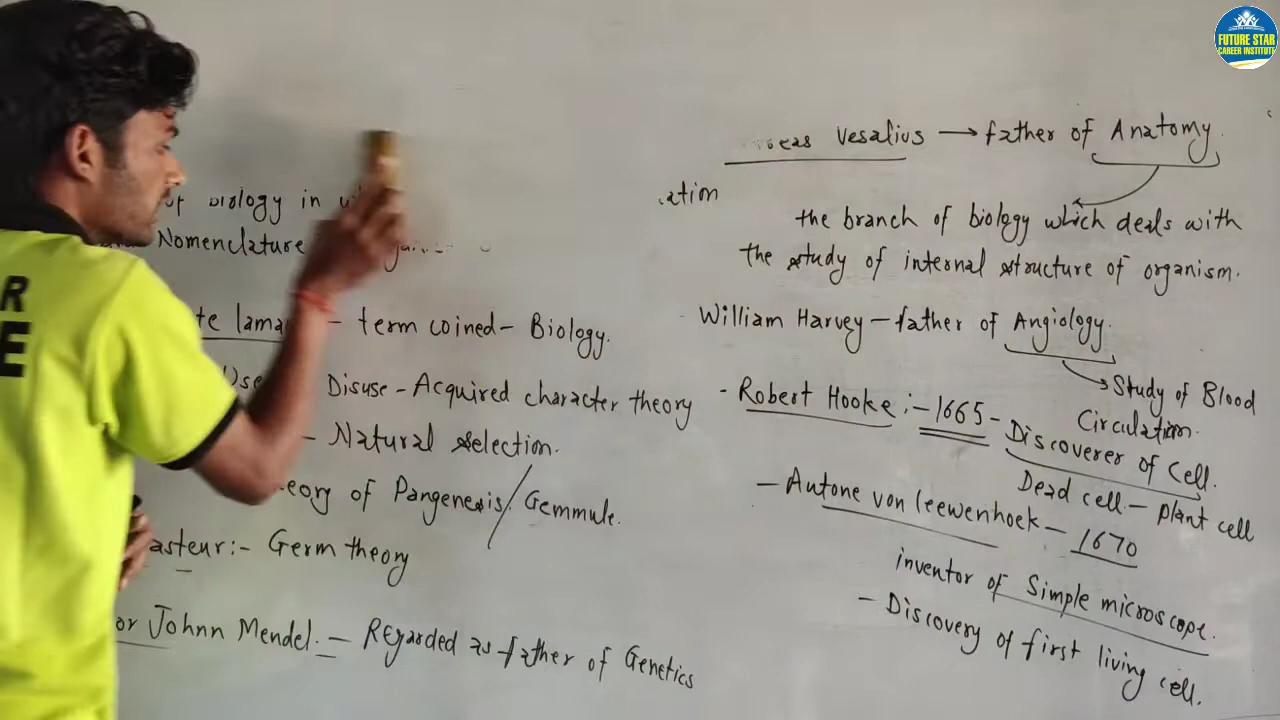 FUTURE STAR
CAREER INSTITUTE
R
E
biology in
Nomenclature
te lama - term coined - Biology.
Use Disuse - Acquired character theory
- Natural selection.
eory of Pangenesis/Gemmule.
asteur:- Germ theory
or Johnn Mendel. - Regarded as father of Genetics
ation
eas Vesalius → father of Anatomy.
the branch of biology which deals with
the study of internal structure of organism.
William Harvey - father of Angiology.
Study of Blood
Circulation.
- Robert Hooke :- 1665 - Discoverer of Cell.
Dead cell - plant cell
- Autone von leewenhoek - 1670
inventor of Simple microscope.
- Discovery of first living cell.